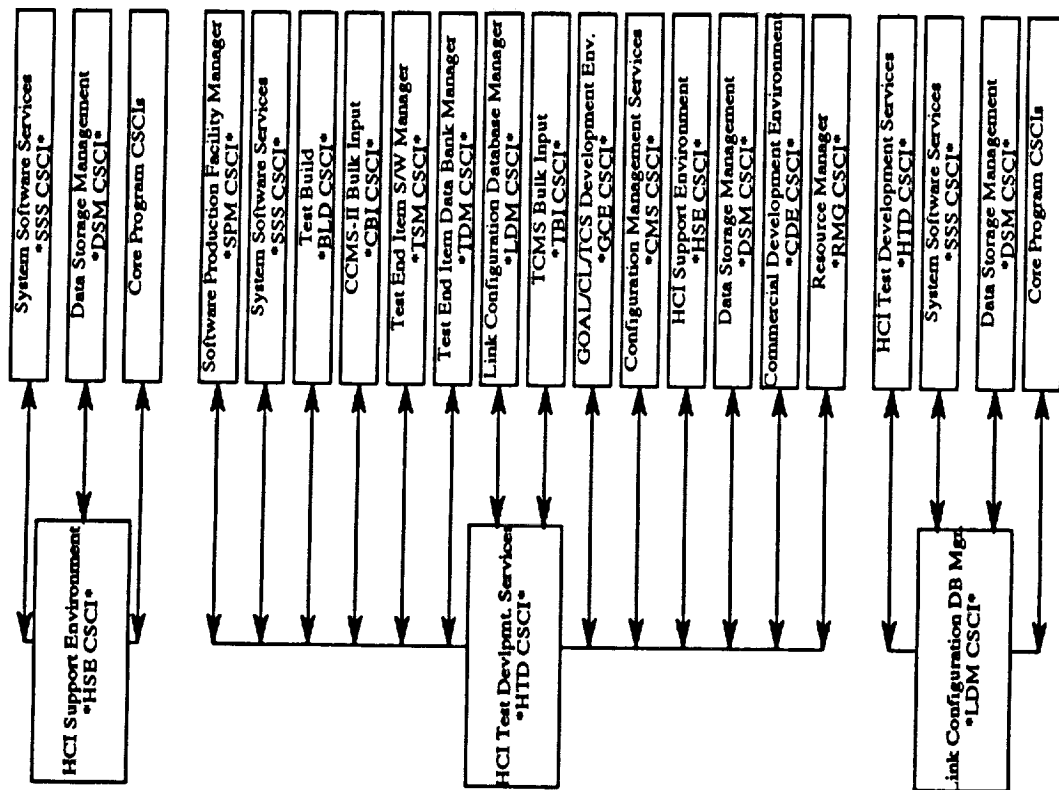 System Software Services
*SSS CSCI*
Data Storage Management
*DSM CSCI*
Core Program CSCIs
HCI Support Environment
*HSB CSCI*
Software Production Facility Manager
*SPM CSCI*
System Software Services
*SSS CSCI*
Test Buid
*BLD CSCI*
CCMS-II Bulk Input
*CBI CSCI*
Test End Item S/W Manager
*TSM CSCI*
Test End Item Data Bank Manager
*TDM CSCI*
Link Configuration Database Manager
*LDM CSCI*
TCMS Bulk Input
*TBI CSCI*
GOAL/CL/TCS Development Env.
*GCE CSCI*
Configuration Management Services
*CMS CSCI*
HCI Support Environment
*HSE CSCI*
Data Storage Management
*DSM CSCI*
Commercial Development Environment
*CDE CSCI*
Resource Manager
*RMG CSCI*
HCI Test Devlpmt. Services
*HTD CSCI*
HCI Test Development Services
*HTD CSCI*
System Software Services
*SSS CSCI*
Data Storage Management
*DSM CSCI*
Core Program CSCIs
Link Configuration DB Mgr.
*LDM CSCI*